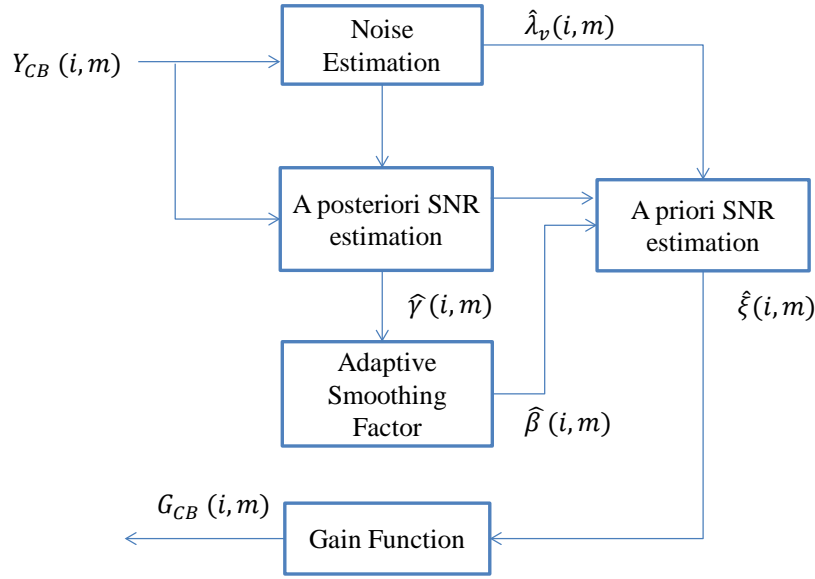 Noise
Estimation
λ̂_v(i,m)
Y_CB (i,m)
A posteriori SNR
estimation
A priori SNR
estimation
γ̂ (i,m)
ξ̂(i,m)
Adaptive
Smoothing
Factor
β̂ (i,m)
G_CB (i,m)
Gain Function